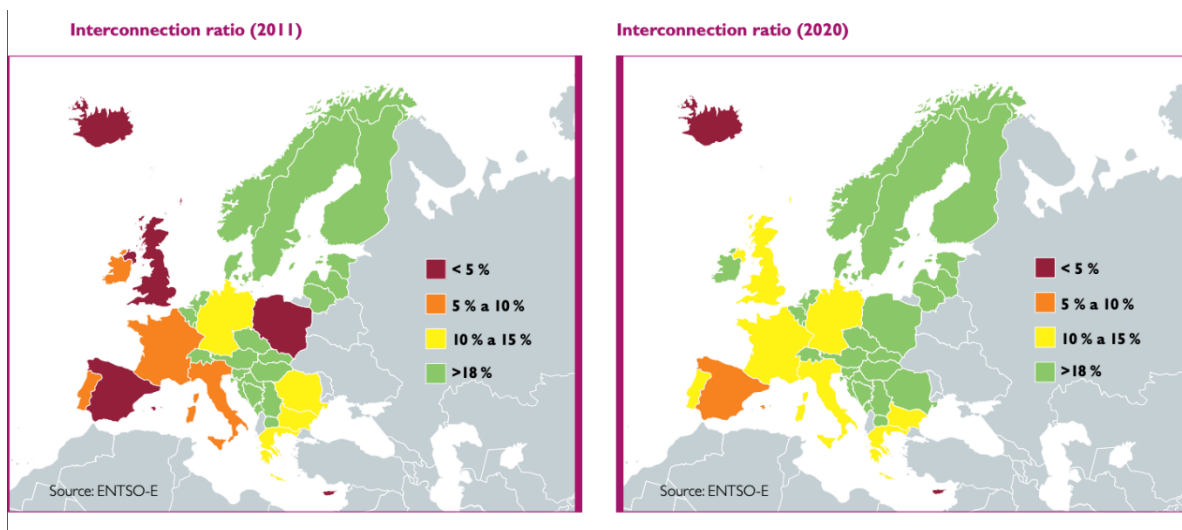 Interconnection ratio (2011)
< 5 %
5 % a 10 %
10 % a 15 %
>18 %
Source: ENTSO-E
Interconnection ratio (2020)
< 5 %
5 % a 10 %
10 % a 15 %
>18 %
Source: ENTSO-E